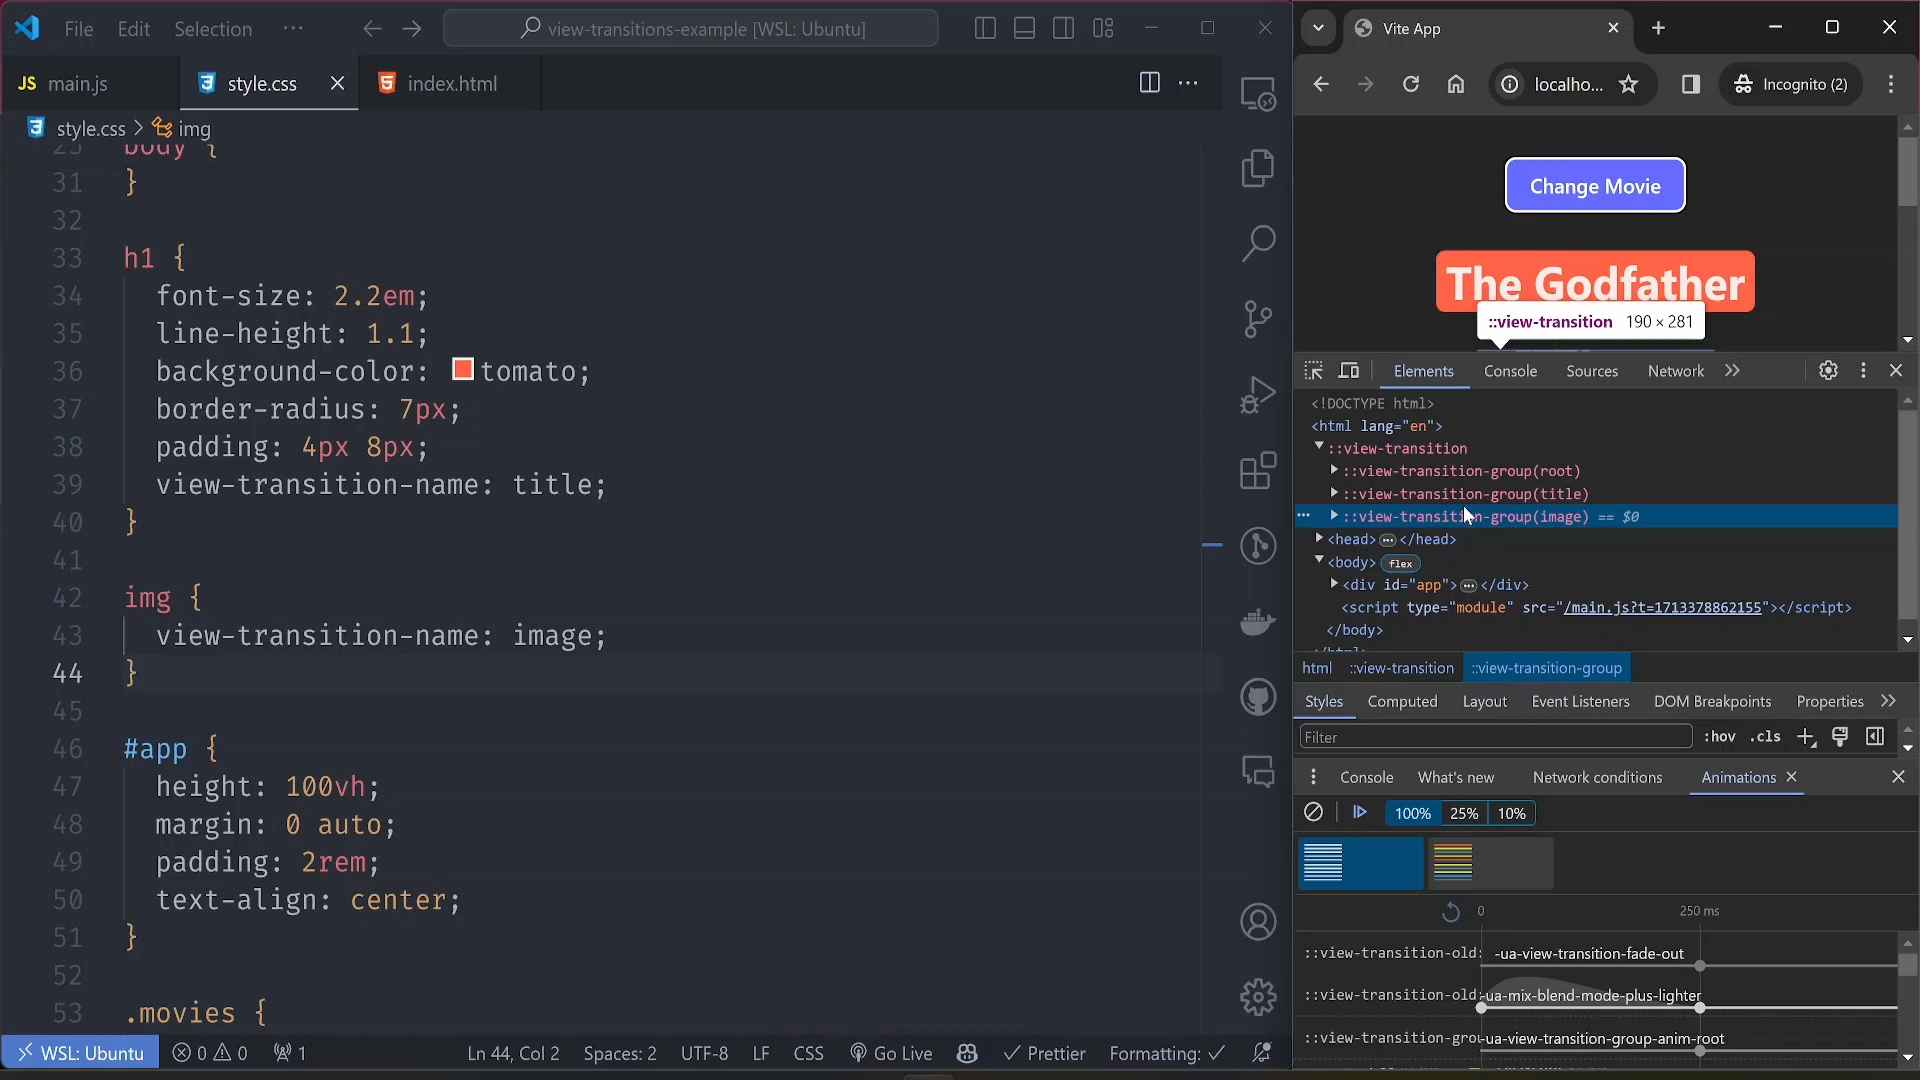 File Edit Selection ···
view-transitions-example [WSL: Ubuntu]
JS main.js
style.css
index.html
style.css > img
25 body {
31 }
32
33 h1 {
34 font-size: 2.2em;
35 line-height: 1.1;
36 background-color: tomato;
37 border-radius: 7px;
38 padding: 4px 8px;
39 view-transition-name: title;
40 }
41
42 img {
43 view-transition-name: image;
44 }
45
46 #app {
47 height: 100vh;
48 margin: 0 auto;
49 padding: 2rem;
50 text-align: center;
51 }
52
53 .movies {
WSL: Ubuntu 0 0 1 Ln 44, Col 2 Spaces: 2 UTF-8 LF CSS Go Live Prettier Formatting:
Vite App
localho... Incognito (2)
Change Movie
The Godfather
::view-transition 190 × 281
Elements Console Sources Network
<!DOCTYPE html>
<html lang="en">
::view-transition
::view-transition-group(root)
::view-transition-group(title)
··· ::view-transition-group(image) == $0
<head> ··· </head>
<body> flex
<div id="app"> ··· </div>
<script type="module" src="/main.js?t=1713378862155"></script>
</body>
</html>
html ::view-transition ::view-transition-group
Styles Computed Layout Event Listeners DOM Breakpoints Properties
Filter :hov .cls
Console What's new Network conditions Animations
100% 25% 10%
0 250 ms
::view-transition-old: -ua-view-transition-fade-out
::view-transition-old: -ua-mix-blend-mode-plus-lighter
::view-transition-grou -ua-view-transition-group-anim-root